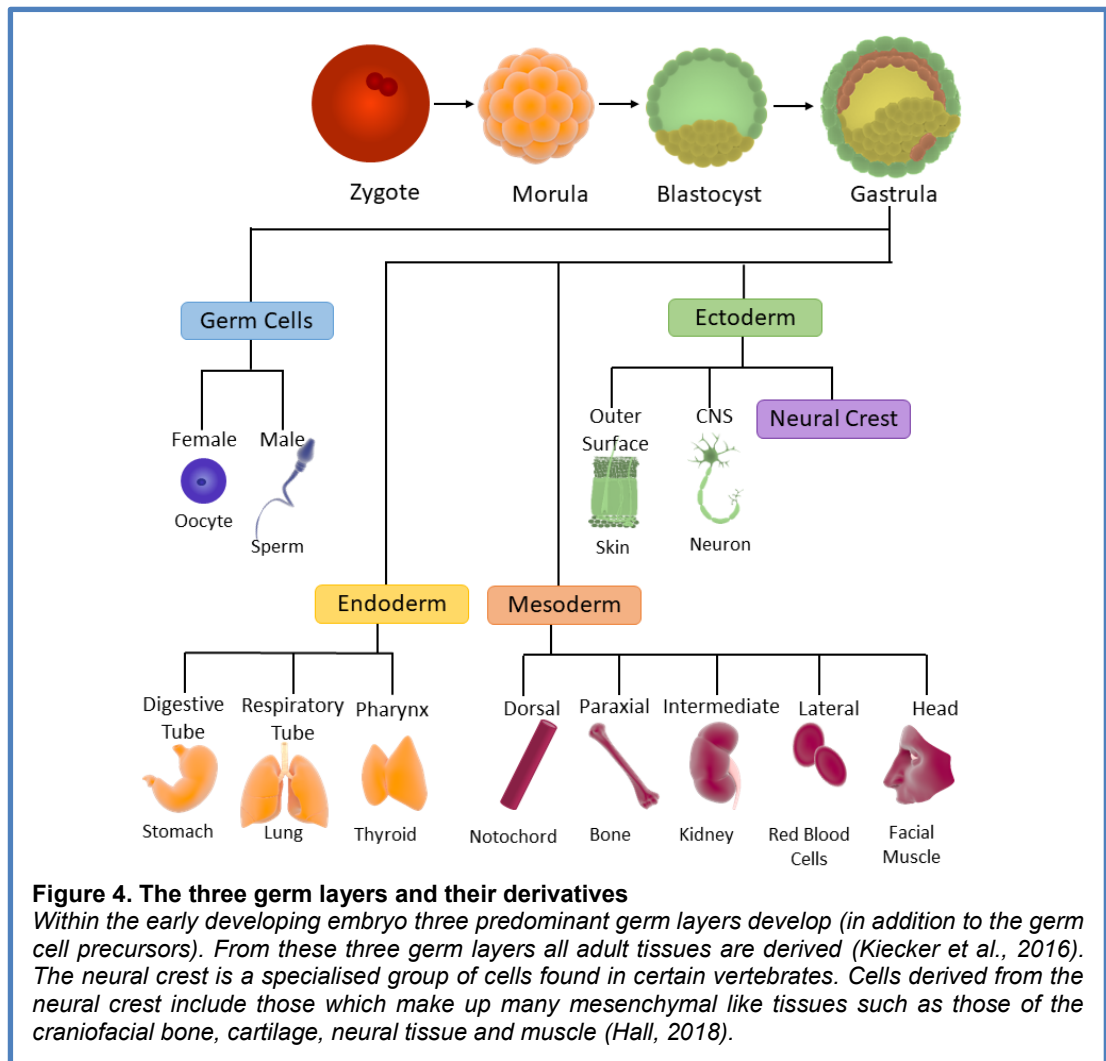 Zygote
Morula
Blastocyst
Gastrula
Germ Cells
Ectoderm
Female
Male
Outer
Surface
CNS
Neural Crest
Oocyte
Sperm
Skin
Neuron
Endoderm
Mesoderm
Digestive
Tube
Respiratory
Tube
Pharynx
Dorsal
Paraxial
Intermediate
Lateral
Head
Stomach
Lung
Thyroid
Notochord
Bone
Kidney
Red Blood
Cells
Facial
Muscle
Figure 4. The three germ layers and their derivatives
Within the early developing embryo three predominant germ layers develop (in addition to the germ
cell precursors). From these three germ layers all adult tissues are derived (Kiecker et al., 2016).
The neural crest is a specialised group of cells found in certain vertebrates. Cells derived from the
neural crest include those which make up many mesenchymal like tissues such as those of the
craniofacial bone, cartilage, neural tissue and muscle (Hall, 2018).